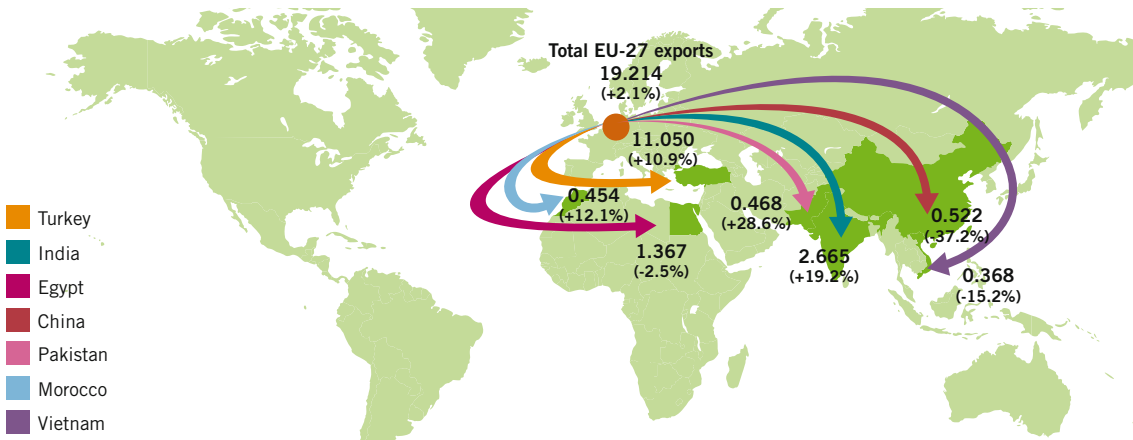 Total EU-27 exports
19.214
(+2.1%)
11.050
(+10.9%)
0.454
(+12.1%)
0.468
(+28.6%)
0.522
(-37.2%)
1.367
(-2.5%)
2.665
(+19.2%)
0.368
(-15.2%)
Turkey
India
Egypt
China
Pakistan
Morocco
Vietnam